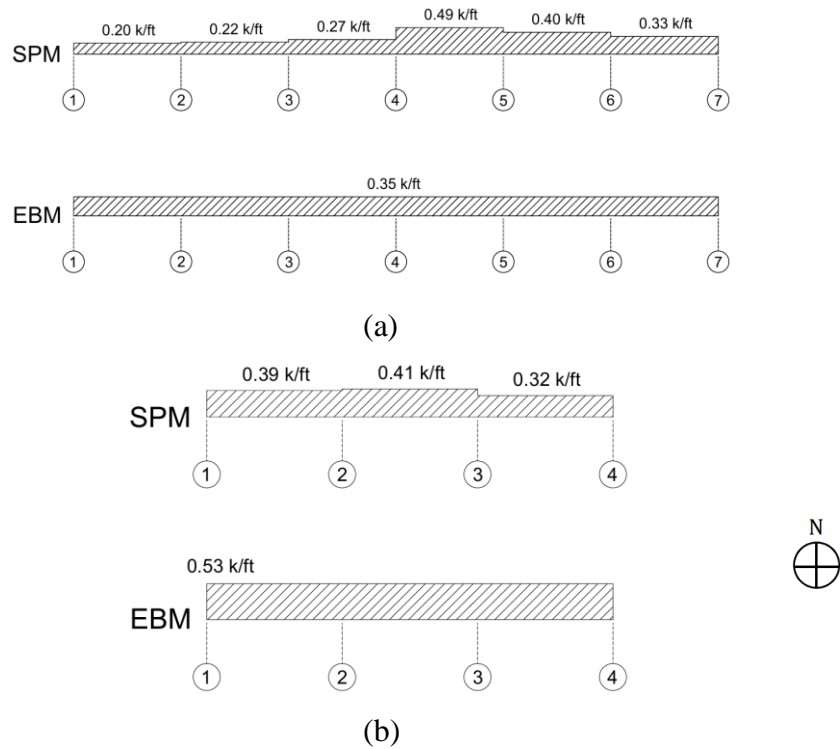 0.20 k/ft 0.22 k/ft 0.27 k/ft 0.49 k/ft 0.40 k/ft 0.33 k/ft
SPM
1 2 3 4 5 6 7
0.35 k/ft
EBM
1 2 3 4 5 6 7
(a)
0.39 k/ft 0.41 k/ft 0.32 k/ft
SPM
1 2 3 4
N
0.53 k/ft
EBM
1 2 3 4
(b)